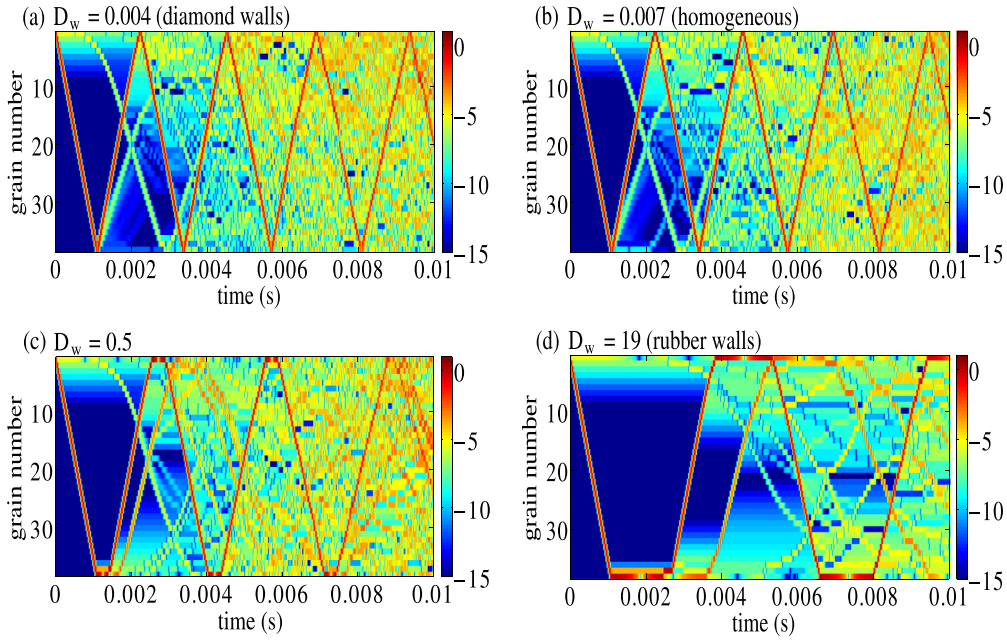 (a) D_w = 0.004 (diamond walls)
grain number
10
20
30
0 0.002 0.004 0.006 0.008 0.01
time (s)
0
−5
−10
−15
(b) D_w = 0.007 (homogeneous)
grain number
10
20
30
0 0.002 0.004 0.006 0.008 0.01
time (s)
0
−5
−10
−15
(c) D_w = 0.5
grain number
10
20
30
0 0.002 0.004 0.006 0.008 0.01
time (s)
0
−5
−10
−15
(d) D_w = 19 (rubber walls)
grain number
10
20
30
0 0.002 0.004 0.006 0.008 0.01
time (s)
0
−5
−10
−15